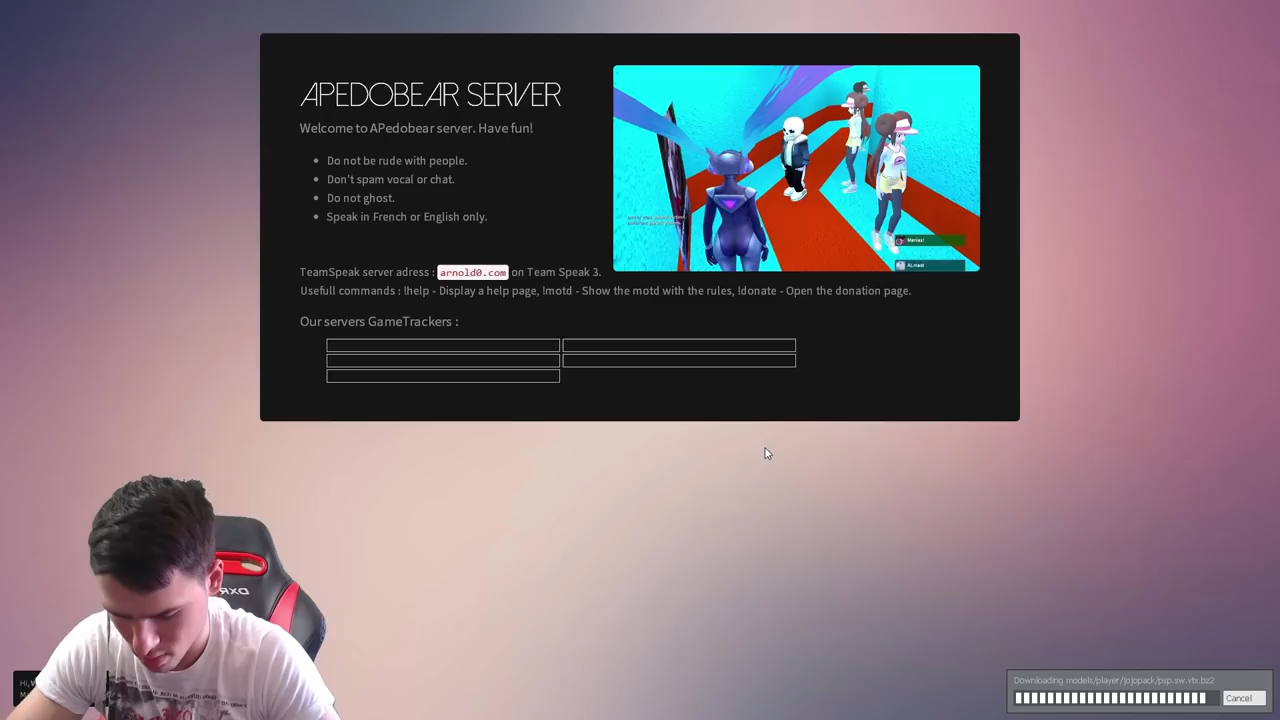 APEDOBEAR SERVER
Welcome to APedobear server. Have fun!
Do not be rude with people.
Don't spam vocal or chat.
Do not ghost.
Speak in French or English only.
TeamSpeak server adress : arnold0.com on Team Speak 3.
Usefull commands : !help - Display a help page, !motd - Show the motd with the rules, !donate - Open the donation page.
Our servers GameTrackers :
DXR
Hi,
Downloading models/player/jojopack/psp.sw.vtx.bz2
Cancel